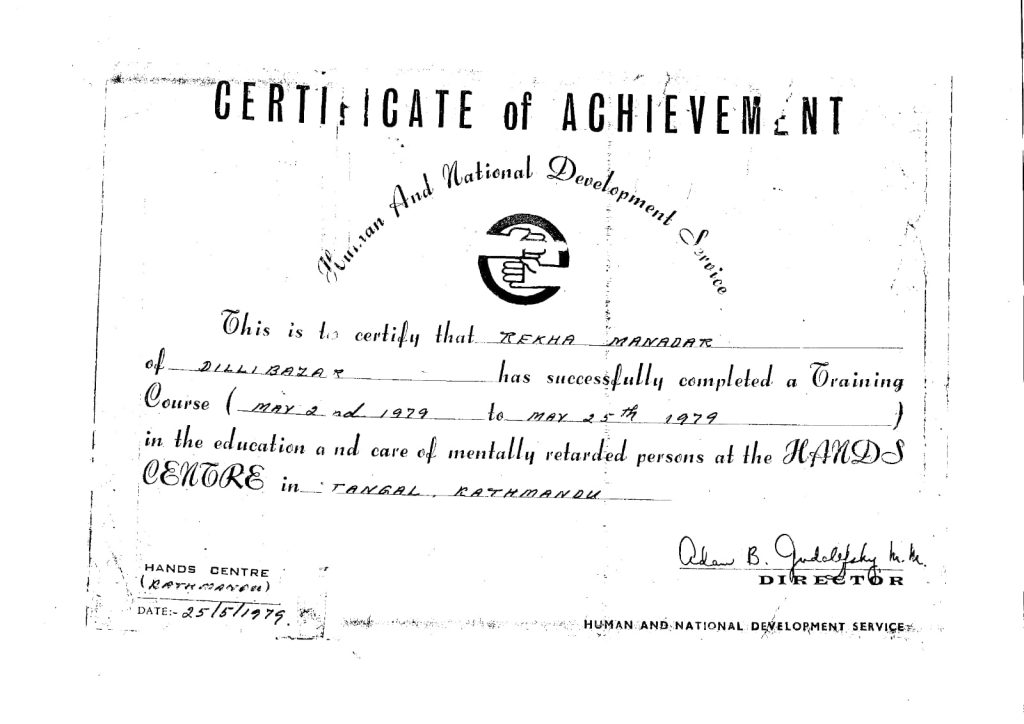 CERTIFICATE of ACHIEVEMENT
Human And National Development Service
This is to certify that REKHA MANADAR
of DILLIBAZAR has successfully completed a Training
Course ( MAY 2nd 1979 to MAY 25th 1979 )
in the education and care of mentally retarded persons at the HANDS
CENTRE in TANGAL, KATHMANDU
Adam B.
DIRECTOR
HANDS CENTRE
(KATHMANDU)
DATE:- 25/5/1979.
HUMAN AND NATIONAL DEVELOPMENT SERVICE